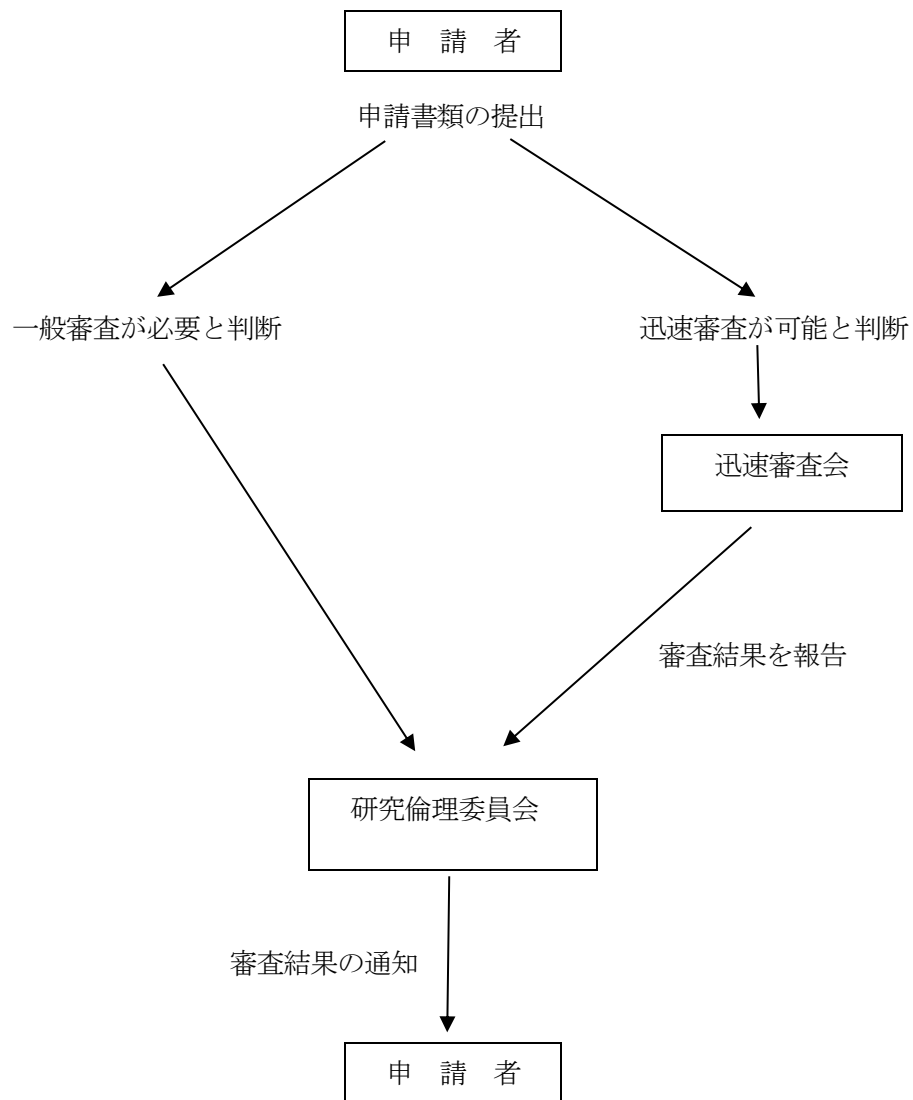 申　請　者
申請書類の提出
一般審査が必要と判断
迅速審査が可能と判断
迅速審査会
審査結果を報告
研究倫理委員会
審査結果の通知
申　請　者